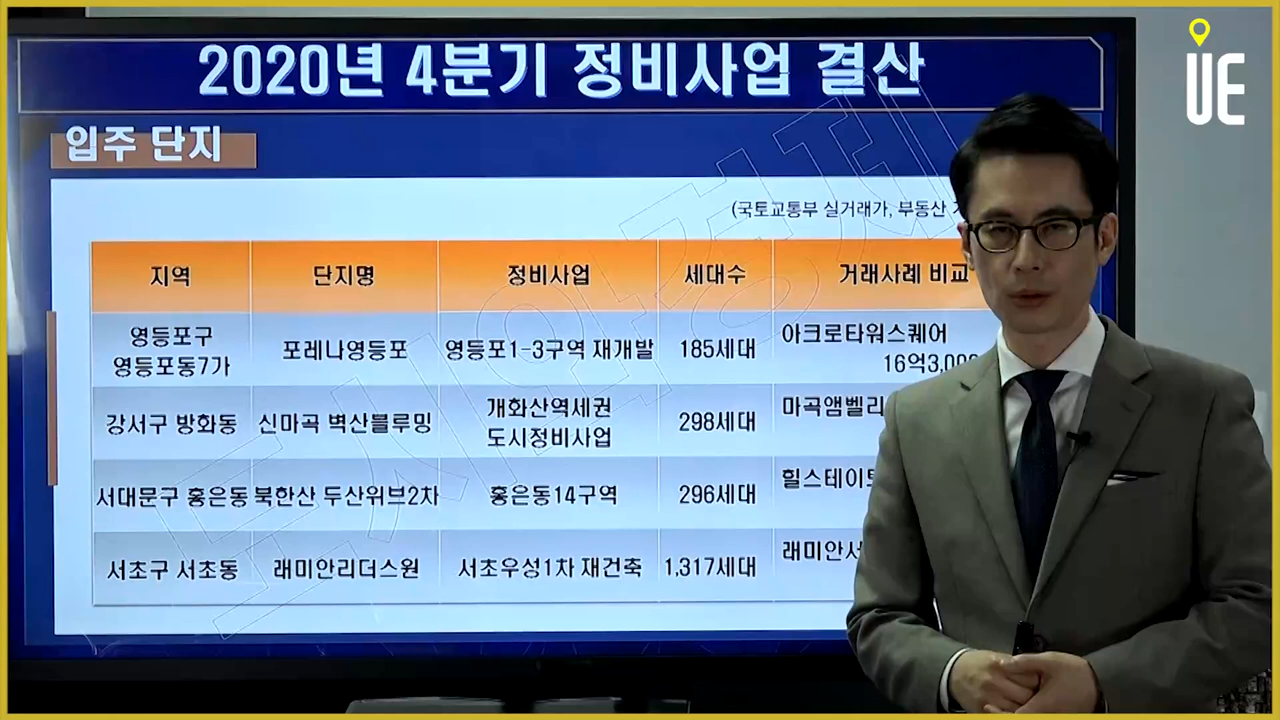 2020년 4분기 정비사업 결산
UE
입주 단지
(국토교통부 실거래가, 부동산
지역 단지명 정비사업 세대수 거래사례 비교
영등포구
영등포동7가
포레나영등포
영등포1-3구역 재개발
185세대
아크로타워스퀘어
16억3,000
강서구 방화동
신마곡 벽산블루밍
개화산역세권
도시정비사업
298세대
마곡앰벨리
서대문구 홍은동
북한산 두산위브2차
홍은동14구역
296세대
힐스테이트
서초구 서초동
래미안리더스원
서초우성1차 재건축
1,317세대
래미안서
도시와경제